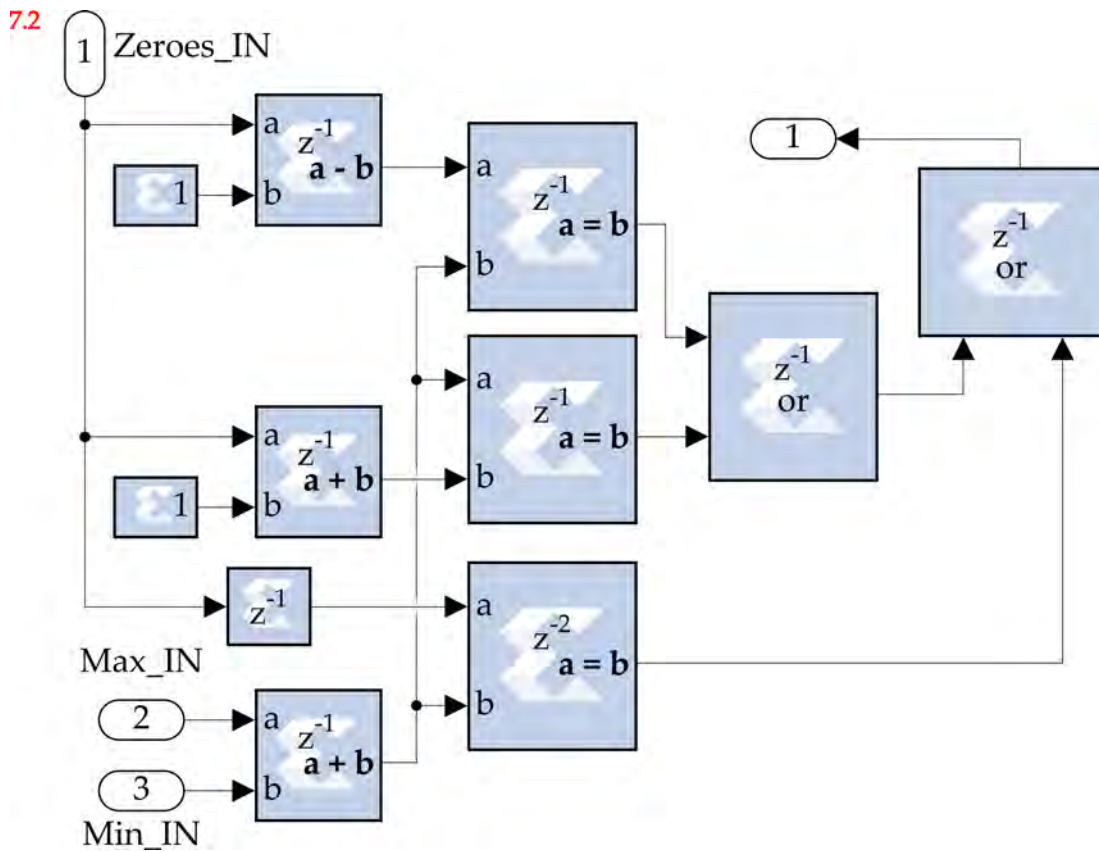 7.2
1
Zeroes_IN
a
b
z-1
a - b
1
a
b
z-1
a = b
1
z-1
or
z-1
or
a
b
z-1
a = b
a
b
z-1
a + b
1
z-1
a
b
z-2
a = b
Max_IN
2
3
Min_IN
a
b
z-1
a + b